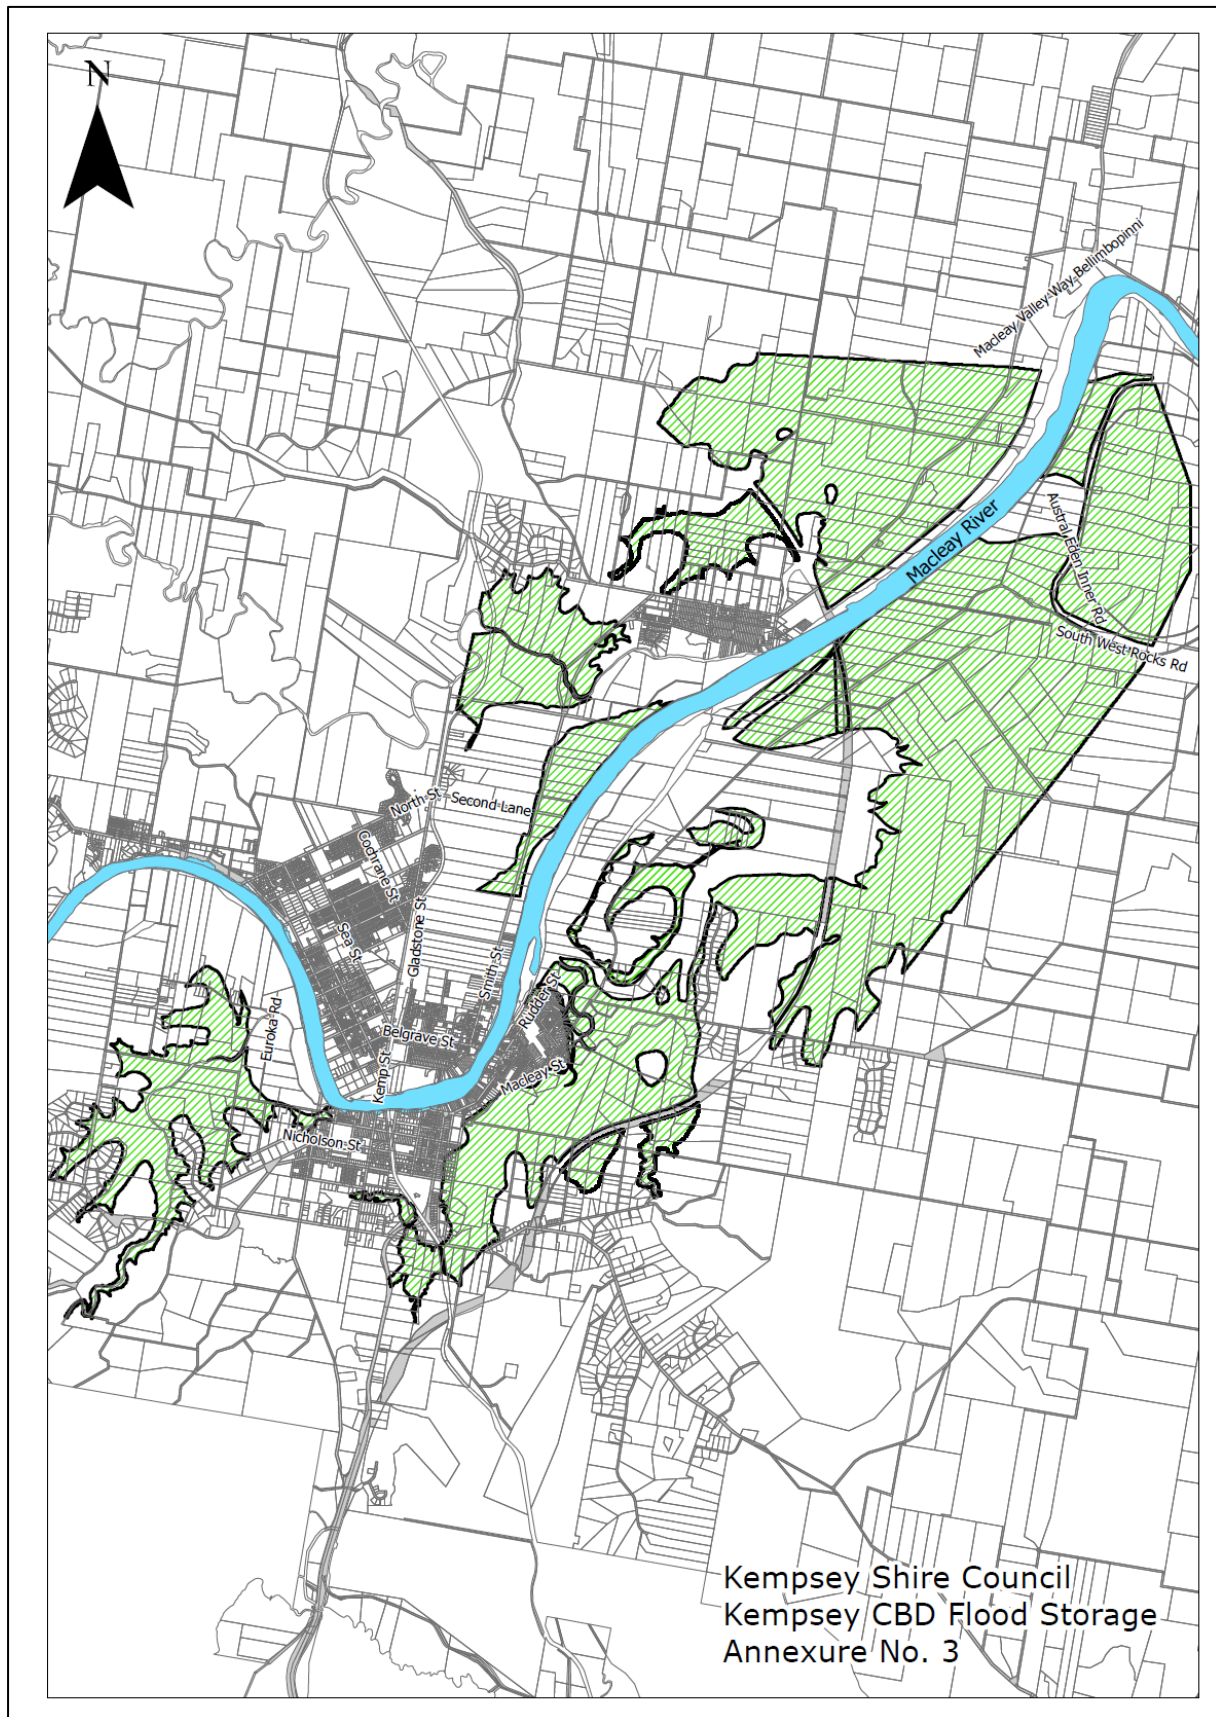 N
Macleay Valley Way Bellimbopinni
Macleay River
Austral Eden Inner Rd
South West Rocks Rd
North St
Second Lane
Cochrane St
Gladstone St
Sea St
Smith St
Rudder St
Euroka Rd
Belgrave St
Kemp St
Macleay St
Nicholson St
Kempsey Shire Council
Kempsey CBD Flood Storage
Annexure No. 3